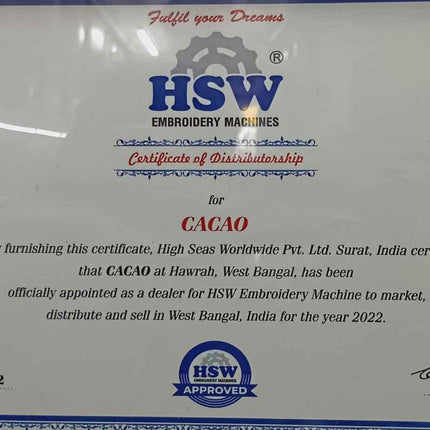 Fulfil your Dreams
®
HSW
EMBROIDERY MACHINES
Certificate of Distributorship
for
CACAO
furnishing this certificate, High Seas Worldwide Pvt. Ltd. Surat, India
that CACAO at Hawrah, West Bangal, has been
officially appointed as a dealer for HSW Embroidery Machine to market,
distribute and sell in West Bangal, India for the year 2022.
HSW
EMBROIDERY MACHINES
APPROVED
2